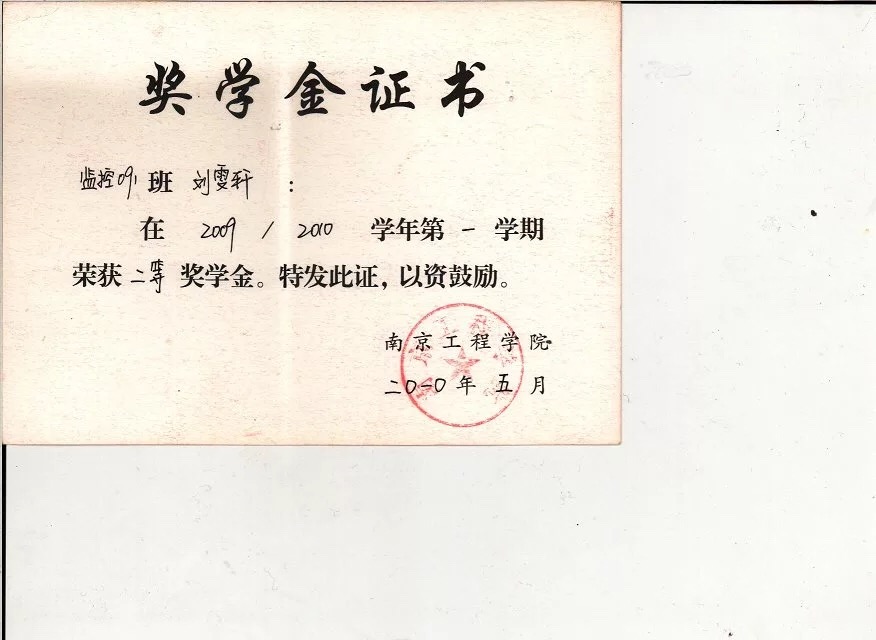 奖学金证书
监控091班 刘雯轩：
在 2009 / 2010 学年第 一 学期
荣获 二等 奖学金。特发此证，以资鼓励。
南京工程学院
二〇一〇年 五 月